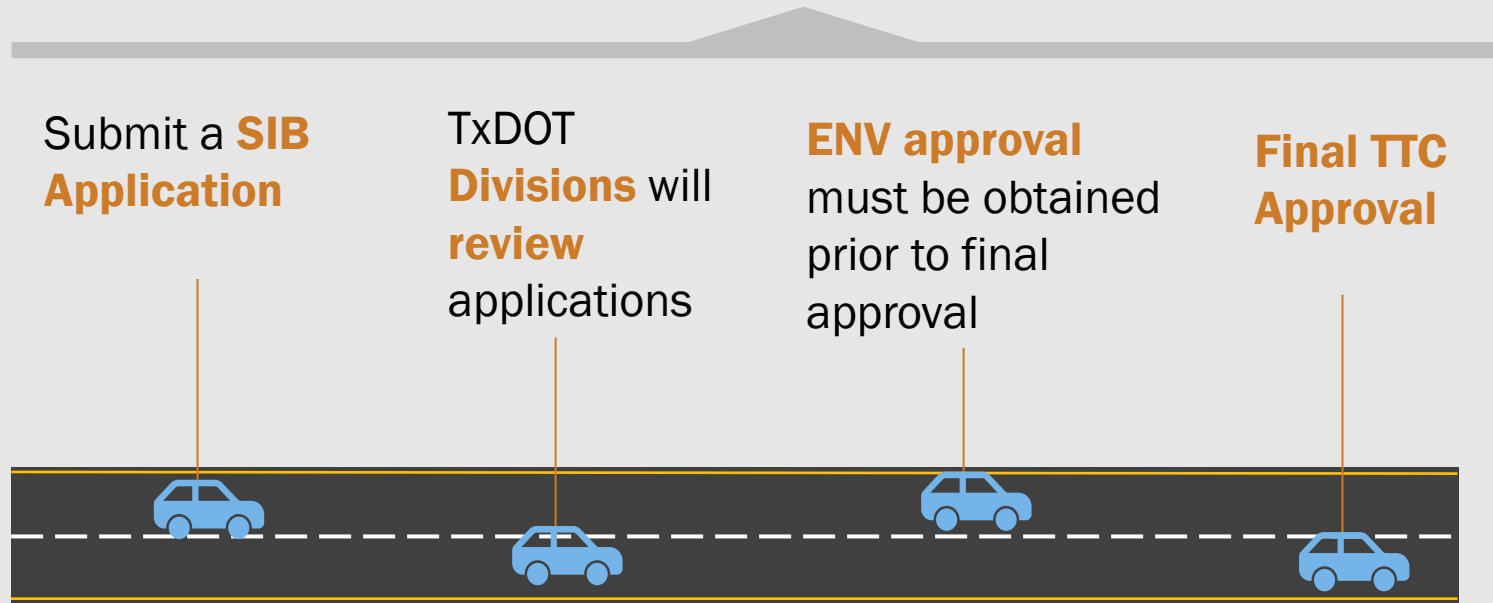 Submit a SIB
Application
TxDOT
Divisions will
review
applications
ENV approval
must be obtained
prior to final
approval
Final TTC
Approval